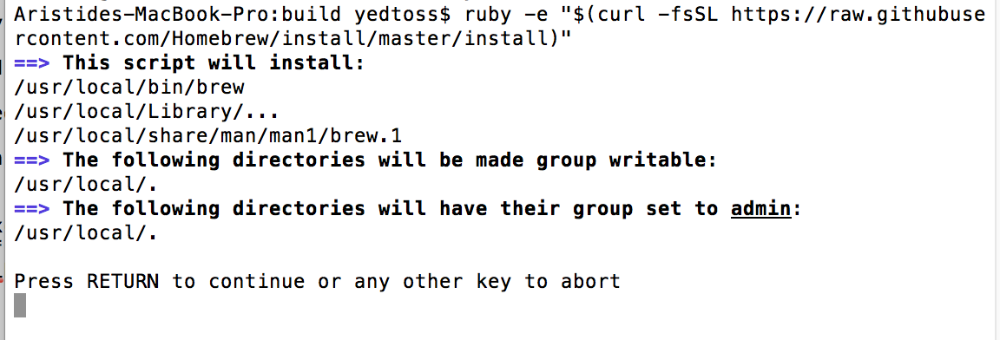 Aristides-MacBook-Pro:build yedtoss$ ruby -e "$(curl -fsSL https://raw.githubuse
rcontent.com/Homebrew/install/master/install)"
==> This script will install:
/usr/local/bin/brew
/usr/local/Library/...
/usr/local/share/man/man1/brew.1
==> The following directories will be made group writable:
/usr/local/.
==> The following directories will have their group set to admin:
/usr/local/.
Press RETURN to continue or any other key to abort